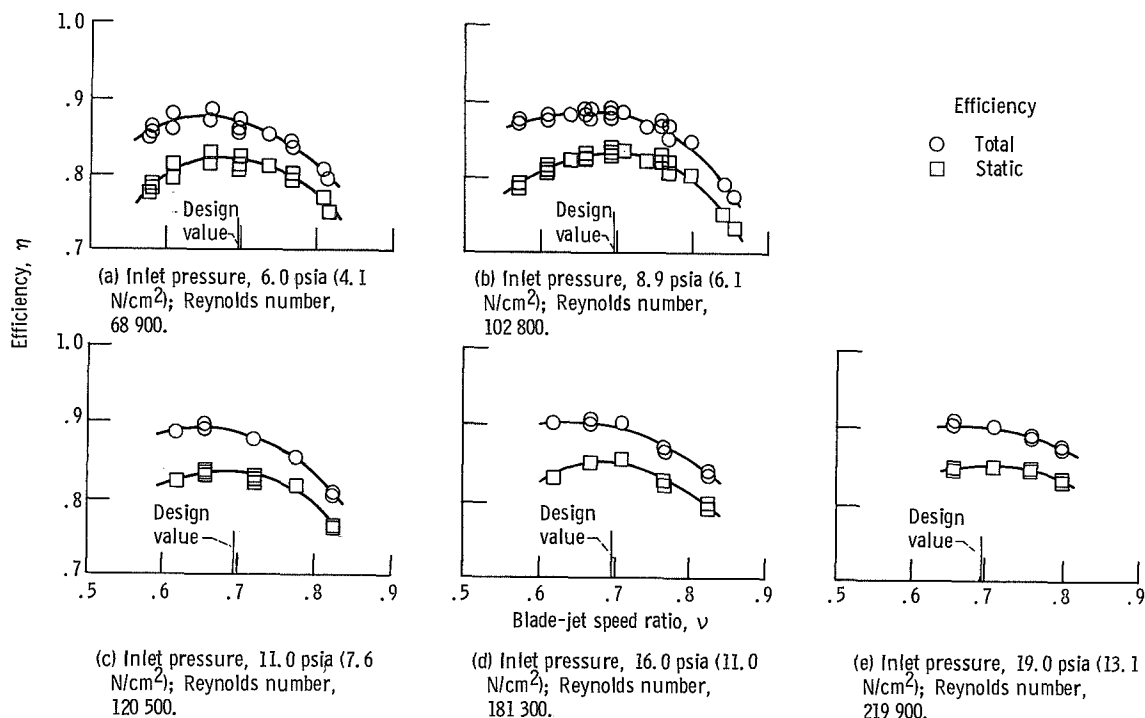 1.0
.9
.8
.7
Design
value
(a) Inlet pressure, 6.0 psia (4.1
N/cm2); Reynolds number,
68 900.
Design
value
(b) Inlet pressure, 8.9 psia (6.1
N/cm2); Reynolds number,
102 800.
Efficiency
Total
Static
Efficiency, η
1.0
.9
.8
.7
.5 .6 .7 .8 .9
Design
value
(c) Inlet pressure, 11.0 psia (7.6
N/cm2); Reynolds number,
120 500.
.5 .6 .7 .8 .9
Design
value
Blade-jet speed ratio, ν
(d) Inlet pressure, 16.0 psia (11.0
N/cm2); Reynolds number,
181 300.
.5 .6 .7 .8 .9
Design
value
(e) Inlet pressure, 19.0 psia (13.1
N/cm2); Reynolds number,
219 900.